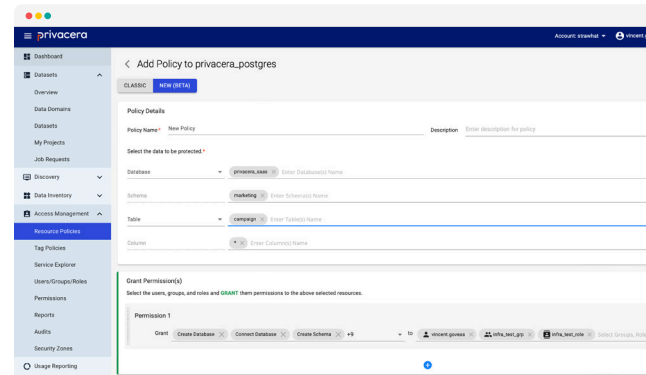 privacera
Account: strawhat
vincent
Dashboard
Datasets
Overview
Data Domains
Datasets
My Projects
Job Requests
Discovery
Data Inventory
Access Management
Resource Policies
Tag Policies
Service Explorer
Users/Groups/Roles
Permissions
Reports
Audits
Security Zones
Usage Reporting
< Add Policy to privacera_postgres
CLASSIC NEW (BETA)
Policy Details
Policy Name* New Policy Description Enter description for policy
Select the data to be protected.*
Database privacera_saas × Enter Database(s) Name
Schema marketing × Enter Schema(s) Name
Table campaign × Enter Table(s) Name
Column * × Enter Column(s) Name
Grant Permission(s)
Select the users, groups, and roles and GRANT them permissions to the above selected resources.
Permission 1
Grant Create Database × Connect Database × Create Schema × +9 to vincent goveas × infra_test_grp × infra_test_role × Select Groups,